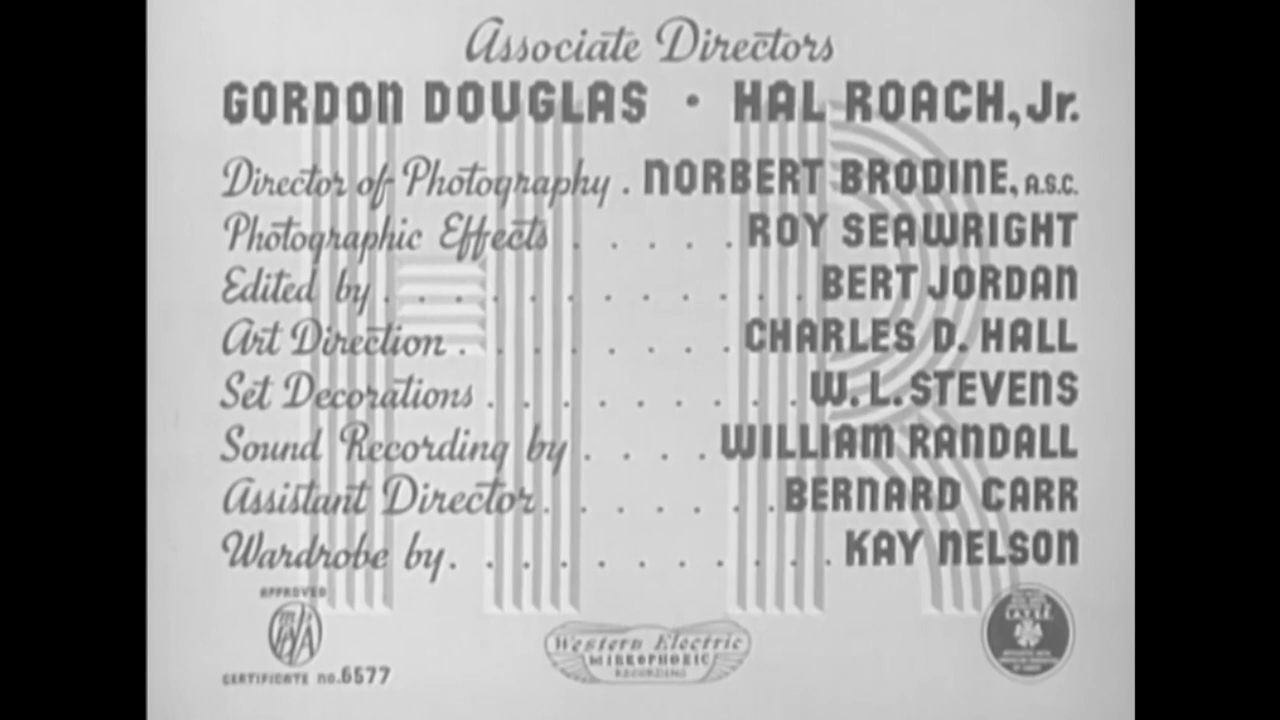 Associate Directors
GORDON DOUGLAS • HAL ROACH, Jr.
Director of Photography . NORBERT BRODINE, A.S.C.
Photographic Effects . . . . . ROY SEAWRIGHT
Edited by . . . . . . . . . . . . BERT JORDAN
Art Direction . . . . . . . . CHARLES D. HALL
Set Decorations . . . . . . . . . W. L. STEVENS
Sound Recording by . . . . WILLIAM RANDALL
Assistant Director . . . . . . . BERNARD CARR
Wardrobe by . . . . . . . . . . . KAY NELSON
APPROVED
CERTIFICATE no. 6577
Western Electric
MIRROPHONIC
RECORDING
I.A.T.S.E.